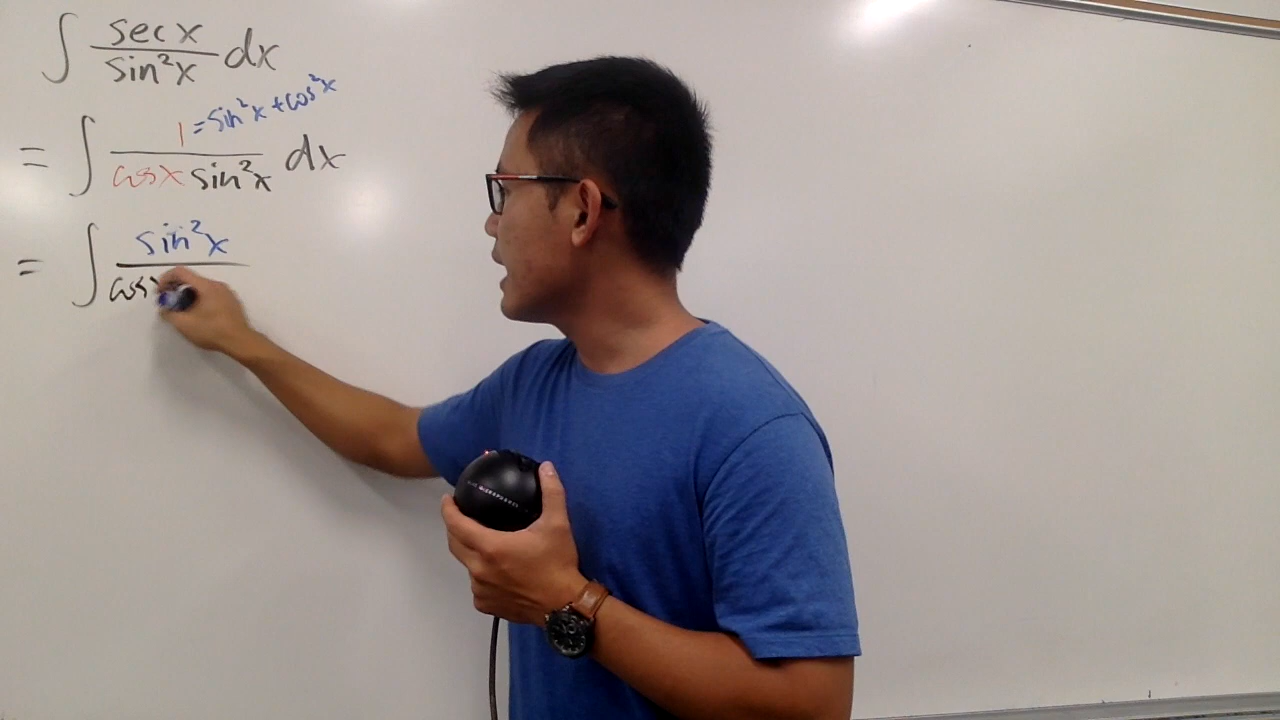 ∫ sec x / sin²x dx
= ∫ 1 = sin²x + cos²x / cos x sin²x dx
= ∫ sin²x / cos x